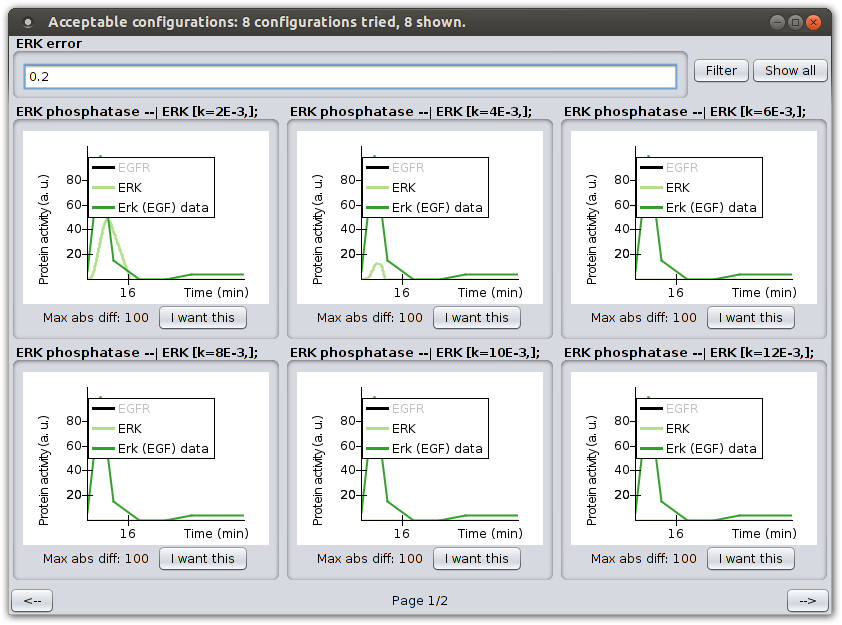 Acceptable configurations: 8 configurations tried, 8 shown.
ERK error
0.2
Filter
Show all
ERK phosphatase --| ERK [k=2E-3,];
Protein activity (a. u.)
80
60
40
20
EGFR
ERK
Erk (EGF) data
16
Time (min)
Max abs diff: 100
I want this
ERK phosphatase --| ERK [k=4E-3,];
Protein activity (a. u.)
80
60
40
20
EGFR
ERK
Erk (EGF) data
16
Time (min)
Max abs diff: 100
I want this
ERK phosphatase --| ERK [k=6E-3,];
Protein activity (a. u.)
80
60
40
20
EGFR
ERK
Erk (EGF) data
16
Time (min)
Max abs diff: 100
I want this
ERK phosphatase --| ERK [k=8E-3,];
Protein activity (a. u.)
80
60
40
20
EGFR
ERK
Erk (EGF) data
16
Time (min)
Max abs diff: 100
I want this
ERK phosphatase --| ERK [k=10E-3,];
Protein activity (a. u.)
80
60
40
20
EGFR
ERK
Erk (EGF) data
16
Time (min)
Max abs diff: 100
I want this
ERK phosphatase --| ERK [k=12E-3,];
Protein activity (a. u.)
80
60
40
20
EGFR
ERK
Erk (EGF) data
16
Time (min)
Max abs diff: 100
I want this
<--
Page 1/2
-->